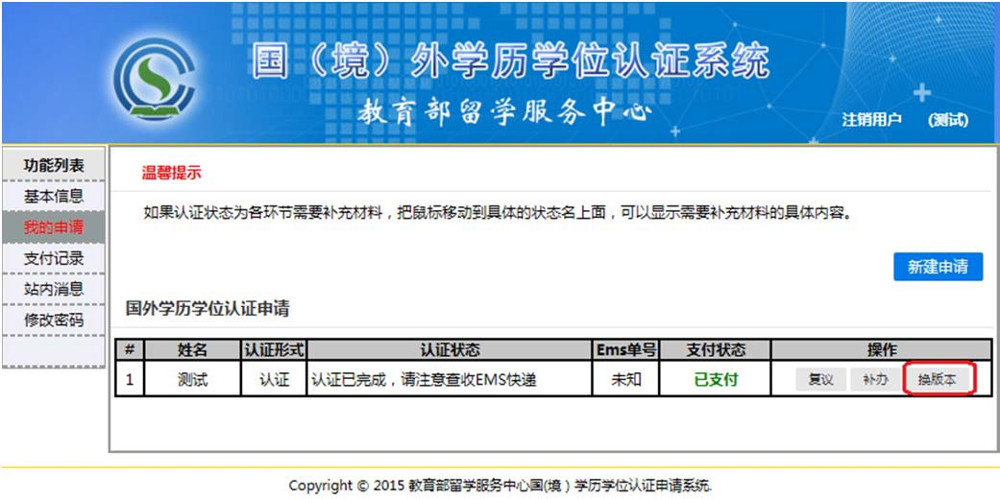 国（境）外学历学位认证系统
教育部留学服务中心
注销用户 (测试)
功能列表
基本信息
我的申请
支付记录
站内消息
修改密码
温馨提示
如果认证状态为各环节需要补充材料，把鼠标移动到具体的状态名上面，可以显示需要补充材料的具体内容。
新建申请
国外学历学位认证申请
# 姓名 认证形式 认证状态 Ems单号 支付状态 操作
1 测试 认证 认证已完成，请注意查收EMS快递 未知 已支付 复议 补办 换版本
Copyright © 2015 教育部留学服务中心国(境）学历学位认证申请系统.